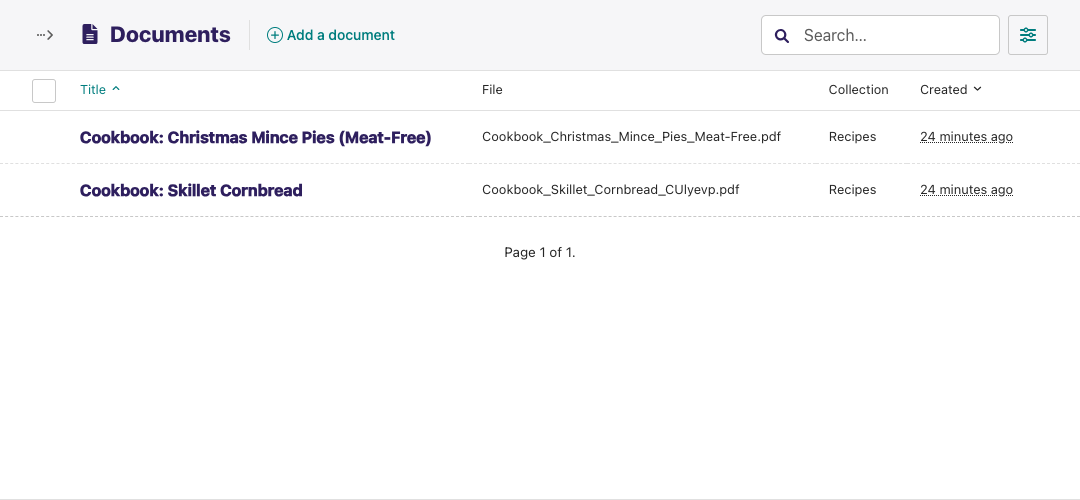 Documents
Add a document
Search...
Title File Collection Created
Cookbook: Christmas Mince Pies (Meat-Free) Cookbook_Christmas_Mince_Pies_Meat-Free.pdf Recipes 24 minutes ago
Cookbook: Skillet Cornbread Cookbook_Skillet_Cornbread_CUlyevp.pdf Recipes 24 minutes ago
Page 1 of 1.